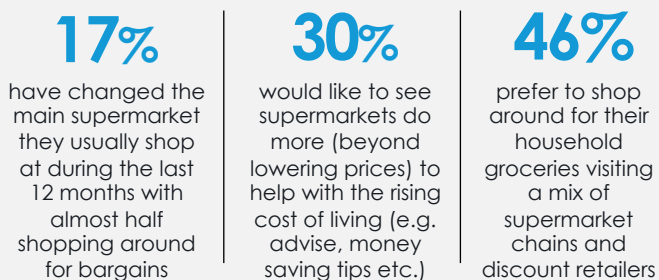 17%
have changed the
main supermarket
they usually shop
at during the last
12 months with
almost half
shopping around
for bargains
30%
would like to see
supermarkets do
more (beyond
lowering prices) to
help with the rising
cost of living (e.g.
advise, money
saving tips etc.)
46%
prefer to shop
around for their
household
groceries visiting
a mix of
supermarket
chains and
discount retailers